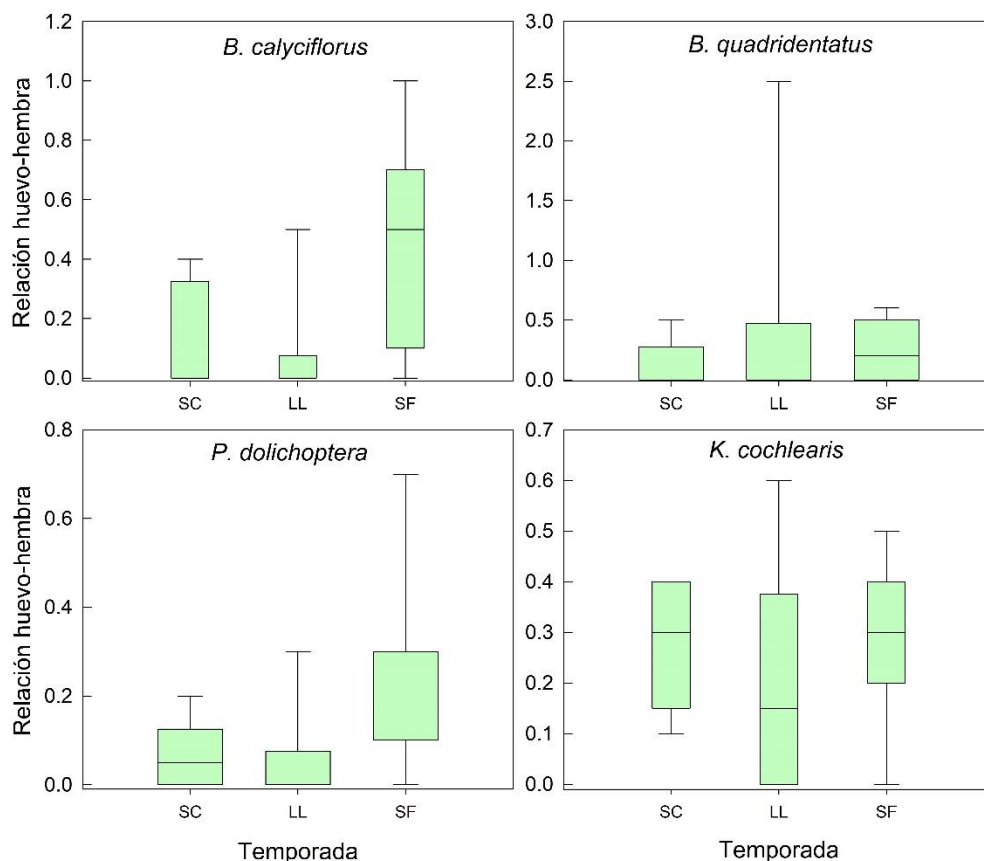 B. calyciflorus
Relación huevo-hembra
1.2
1.0
0.8
0.6
0.4
0.2
0.0
SC LL SF
B. quadridentatus
3.0
2.5
2.0
1.5
1.0
0.5
0.0
SC LL SF
P. dolichoptera
Relación huevo-hembra
0.8
0.6
0.4
0.2
0.0
SC LL SF
Temporada
K. cochlearis
0.7
0.6
0.5
0.4
0.3
0.2
0.1
0.0
SC LL SF
Temporada